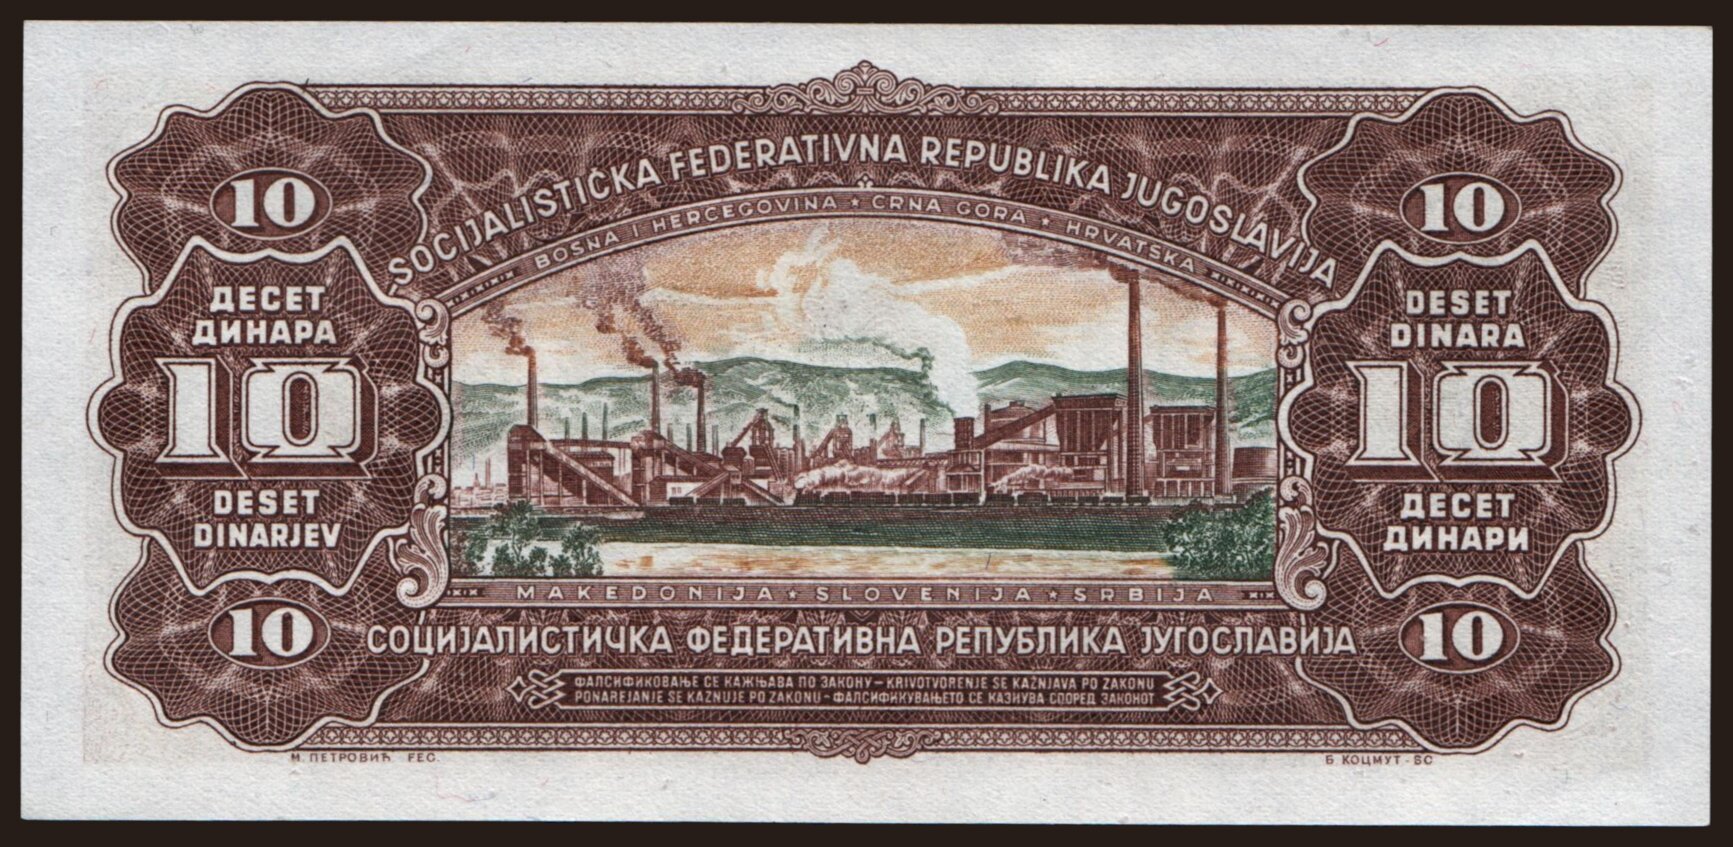 SOCIJALISTIČKA FEDERATIVNA REPUBLIKA JUGOSLAVIJA
BOSNA I HERCEGOVINA ★ CRNA GORA ★ HRVATSKA
10
10
ДЕСЕТ
ДИНАРА
10
DESET
DINARJEV
10
DESET
DINARA
10
ДЕСЕТ
ДИНАРИ
10
MAKEDONIJA ★ SLOVENIJA ★ SRBIJA
СОЦИЈАЛИСТИЧКА ФЕДЕРАТИВНА РЕПУБЛИКА ЈУГОСЛАВИЈА
ФАЛСИФИКОВАЊЕ СЕ КАЖЊАВА ПО ЗАКОНУ – KRIVOTVORENJE SE KAŽNJAVA PO ZAKONU
PONAREJANJE SE KAZNUJE PO ZAKONU – ФАЛСИФИКУВАЊЕТО СЕ КАЗНУВА СПОРЕД ЗАКОНОТ
М. ПЕТРОВИЋ FEC.
Б. КОЦМУТ - SC